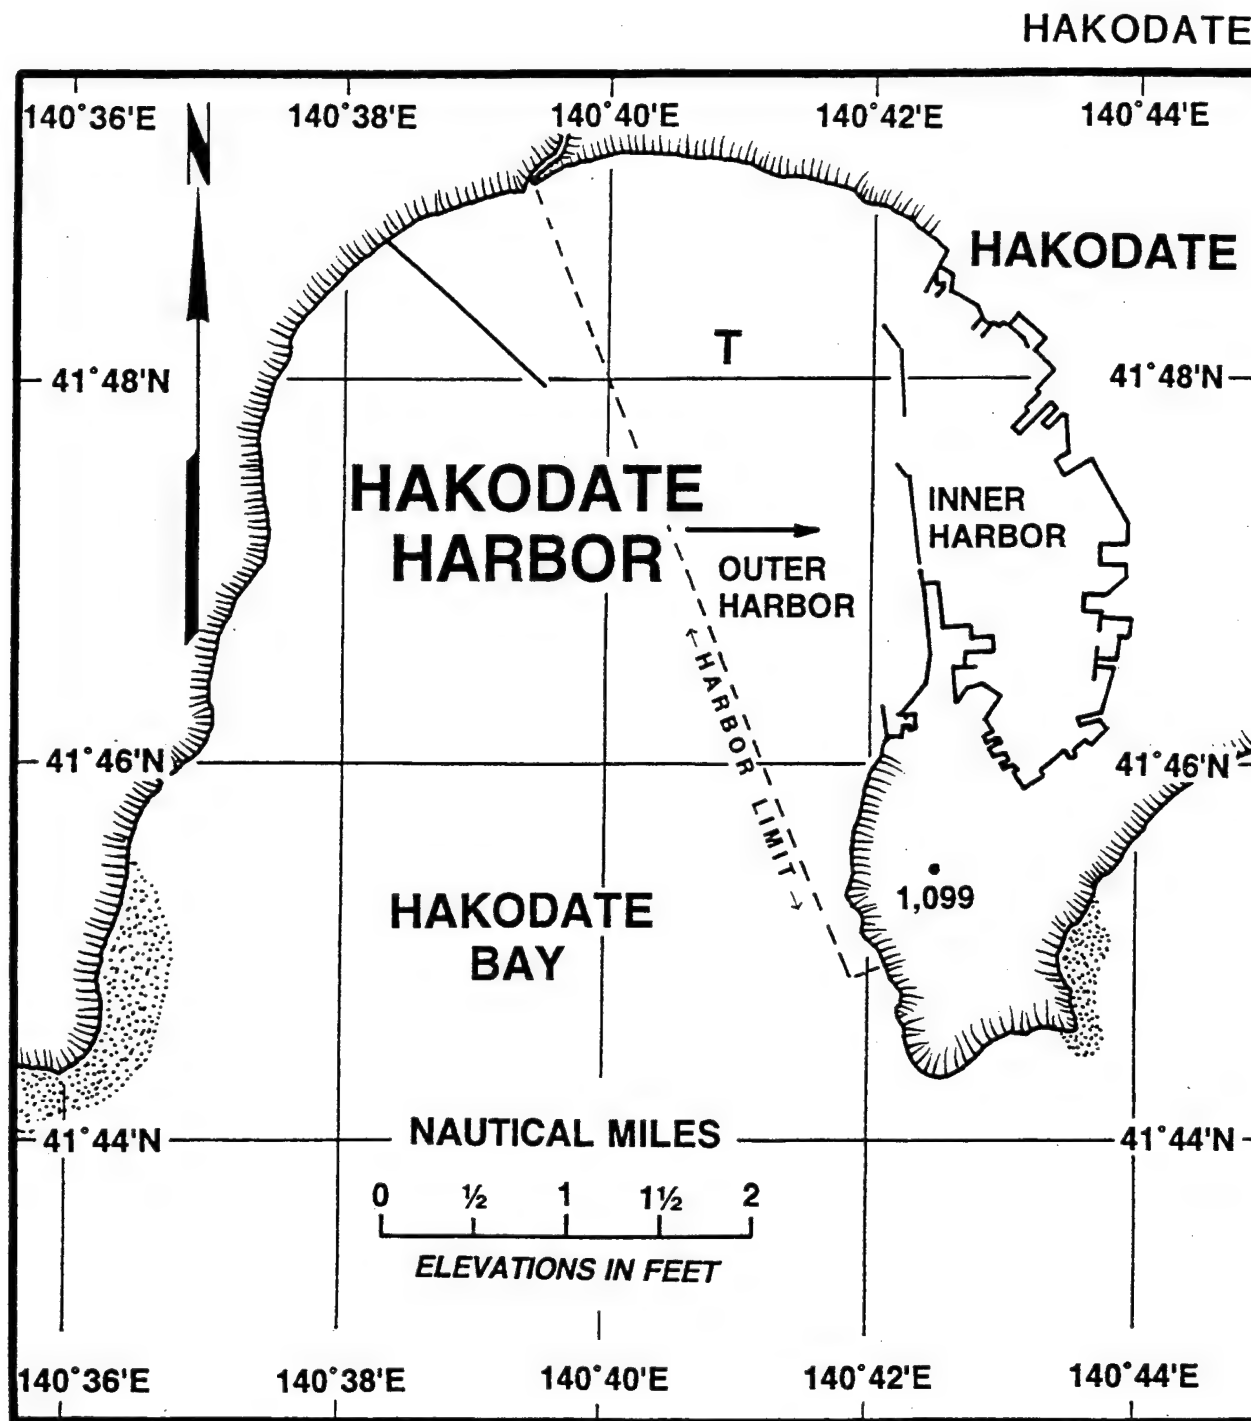 HAKODATE
140°36'E 140°38'E 140°40'E 140°42'E 140°44'E
N
HAKODATE
T
41°48'N 41°48'N
HAKODATE
HARBOR
INNER
HARBOR
OUTER
HARBOR
←HARBOR LIMIT→
41°46'N 41°46'N
1,099
HAKODATE
BAY
41°44'N NAUTICAL MILES 41°44'N
0 ½ 1 1½ 2
ELEVATIONS IN FEET
140°36'E 140°38'E 140°40'E 140°42'E 140°44'E